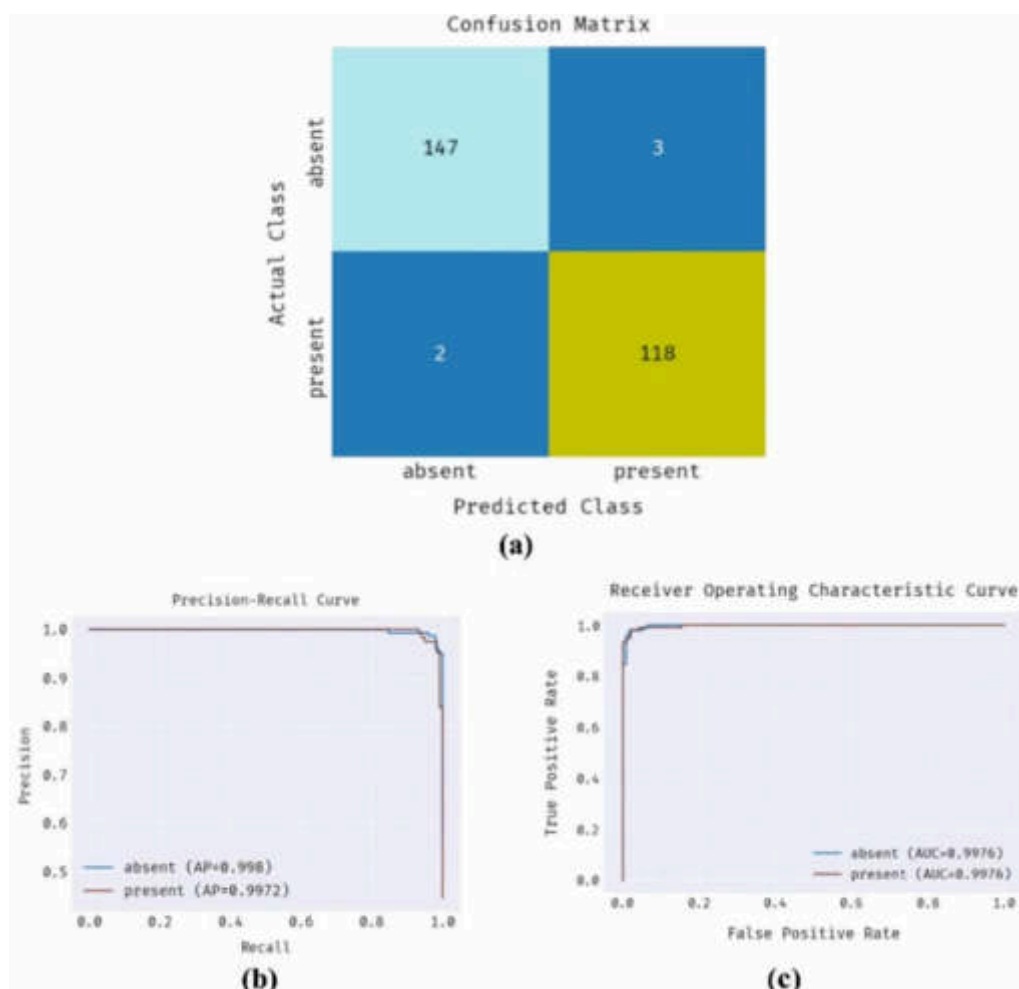 Confusion Matrix
Actual Class
absent
147
3
present
2
118
absent present
Predicted Class
(a)
Precision-Recall Curve
Precision
1.0
0.9
0.8
0.7
0.6
0.5
absent (AP=0.998)
present (AP=0.9972)
0.0 0.2 0.4 0.6 0.8 1.0
Recall
(b)
Receiver Operating Characteristic Curve
True Positive Rate
1.0
0.8
0.6
0.4
0.2
0.0
absent (AUC=0.9976)
present (AUC=0.9976)
0.0 0.2 0.4 0.6 0.8 1.0
False Positive Rate
(c)